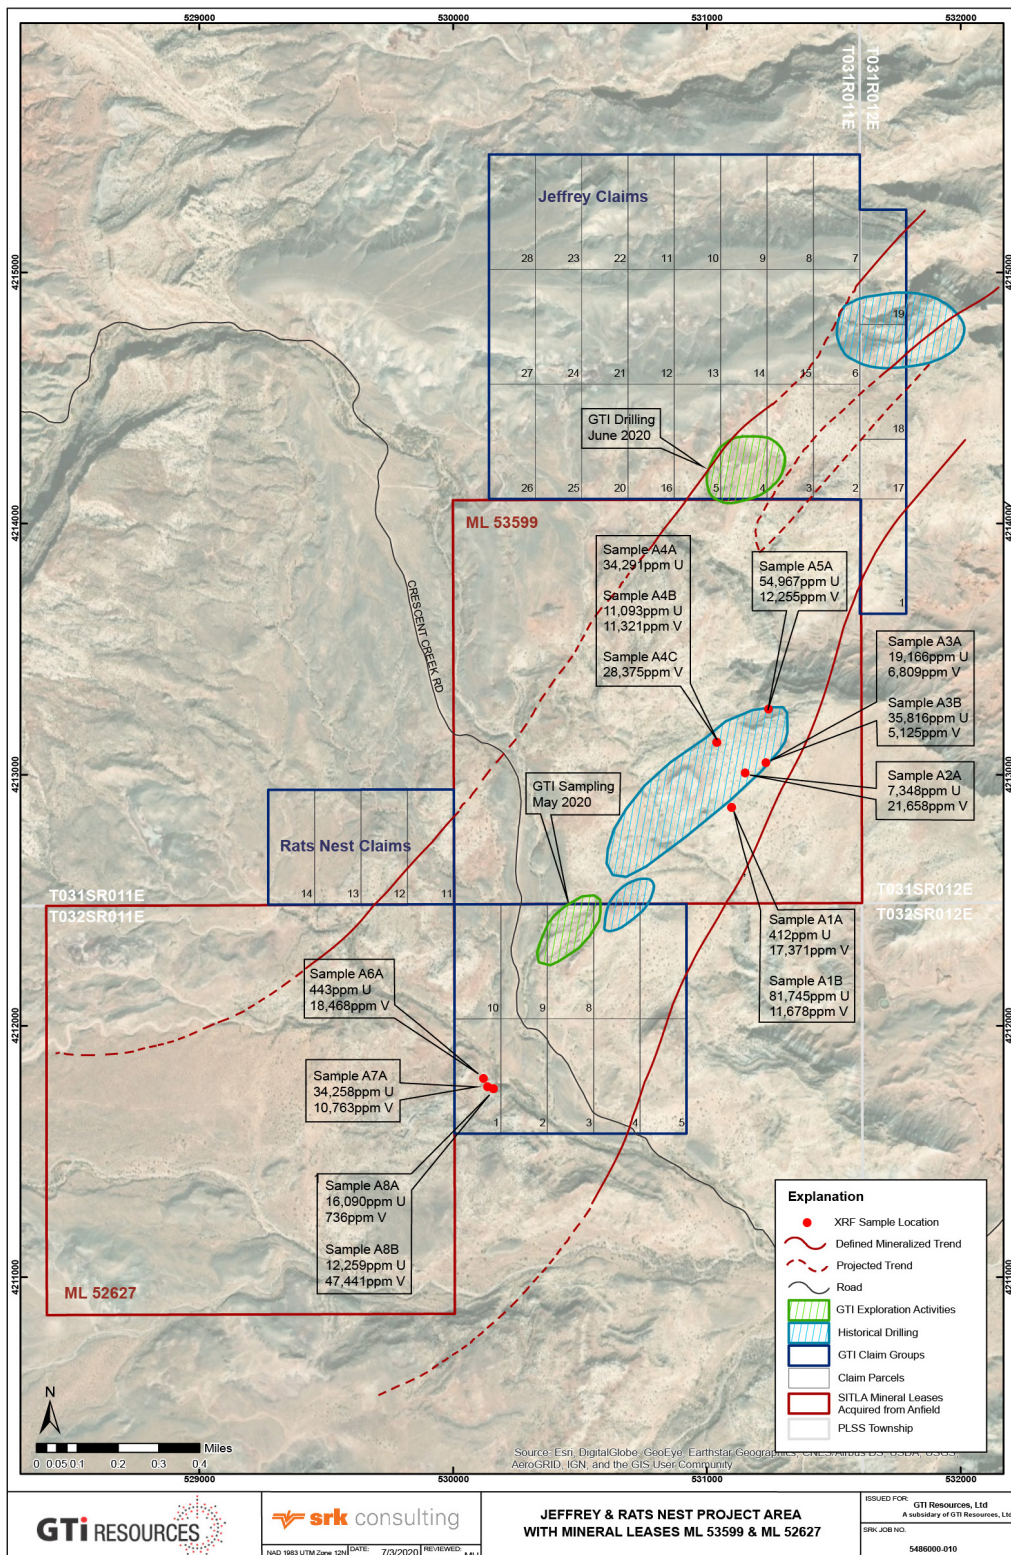 529000
530000
531000
532000
T031R011E
T031R012E
Jeffrey Claims
4215000
4215000
28
23
22
11
10
9
8
7
19
27
24
21
12
13
14
15
6
GTI Drilling
June 2020
18
26
25
20
16
5
4
3
2
17
4214000
4214000
ML 53599
Sample A4A
34,291ppm U
Sample A4B
11,093ppm U
11,321ppm V
Sample A4C
28,375ppm V
Sample A5A
54,967ppm U
12,255ppm V
CRESCENT CREEK RD
1
Sample A3A
19,166ppm U
6,809ppm V
Sample A3B
35,816ppm U
5,125ppm V
4213000
4213000
GTI Sampling
May 2020
Sample A2A
7,348ppm U
21,658ppm V
Rats Nest Claims
14
13
12
11
T031SR011E
T032SR011E
T031SR012E
T032SR012E
Sample A1A
412ppm U
17,371ppm V
Sample A1B
81,745ppm U
11,678ppm V
Sample A6A
443ppm U
18,468ppm V
10
9
8
4212000
4212000
Sample A7A
34,258ppm U
10,763ppm V
1
2
3
4
5
Sample A8A
16,090ppm U
736ppm V
Sample A8B
12,259ppm U
47,441ppm V
4211000
4211000
ML 52627
Explanation
XRF Sample Location
Defined Mineralized Trend
Projected Trend
Road
GTI Exploration Activities
Historical Drilling
GTI Claim Groups
Claim Parcels
SITLA Mineral Leases
Acquired from Anfield
PLSS Township
N
Miles
0 0.05 0.1 0.2 0.3 0.4
Source: Esri, DigitalGlobe, GeoEye, Earthstar Geographics, CNES/Airbus DS, USDA, USGS,
AeroGRID, IGN, and the GIS User Community
529000
530000
531000
532000
GTi RESOURCES
srk consulting
NAD 1983 UTM Zone 12N
DATE: 7/3/2020
REVIEWED:
JEFFREY & RATS NEST PROJECT AREA
WITH MINERAL LEASES ML 53599 & ML 52627
ISSUED FOR: GTI Resources, Ltd
A subsidary of GTI Resources, Ltd
SRK JOB NO.
5486000-010